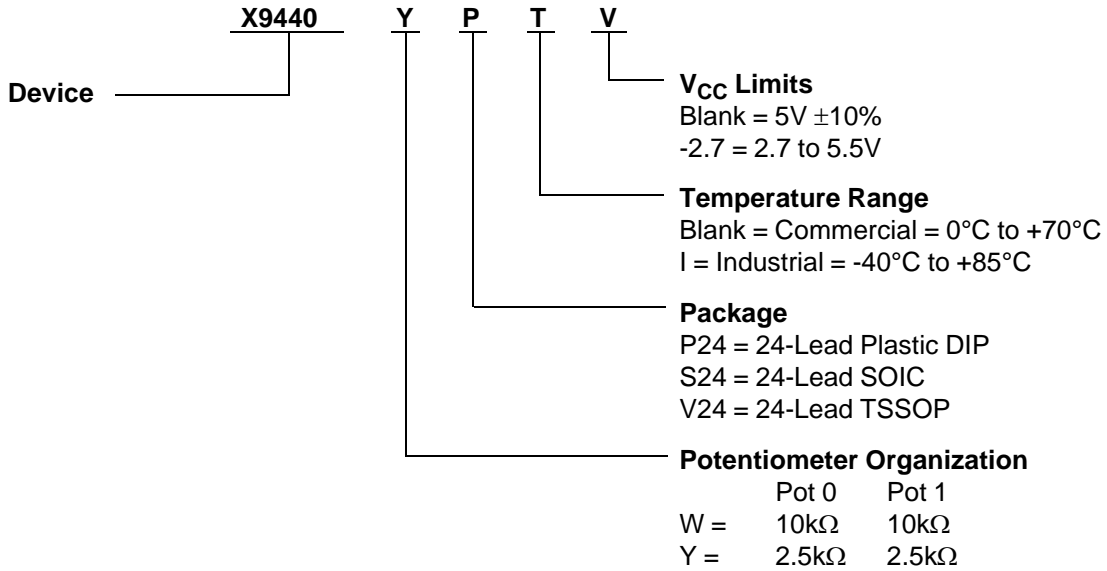 X9440 Y P T V
Device
VCC Limits
Blank = 5V ±10%
-2.7 = 2.7 to 5.5V
Temperature Range
Blank = Commercial = 0°C to +70°C
I = Industrial = -40°C to +85°C
Package
P24 = 24-Lead Plastic DIP
S24 = 24-Lead SOIC
V24 = 24-Lead TSSOP
Potentiometer Organization
Pot 0 Pot 1
W = 10kΩ 10kΩ
Y = 2.5kΩ 2.5kΩ